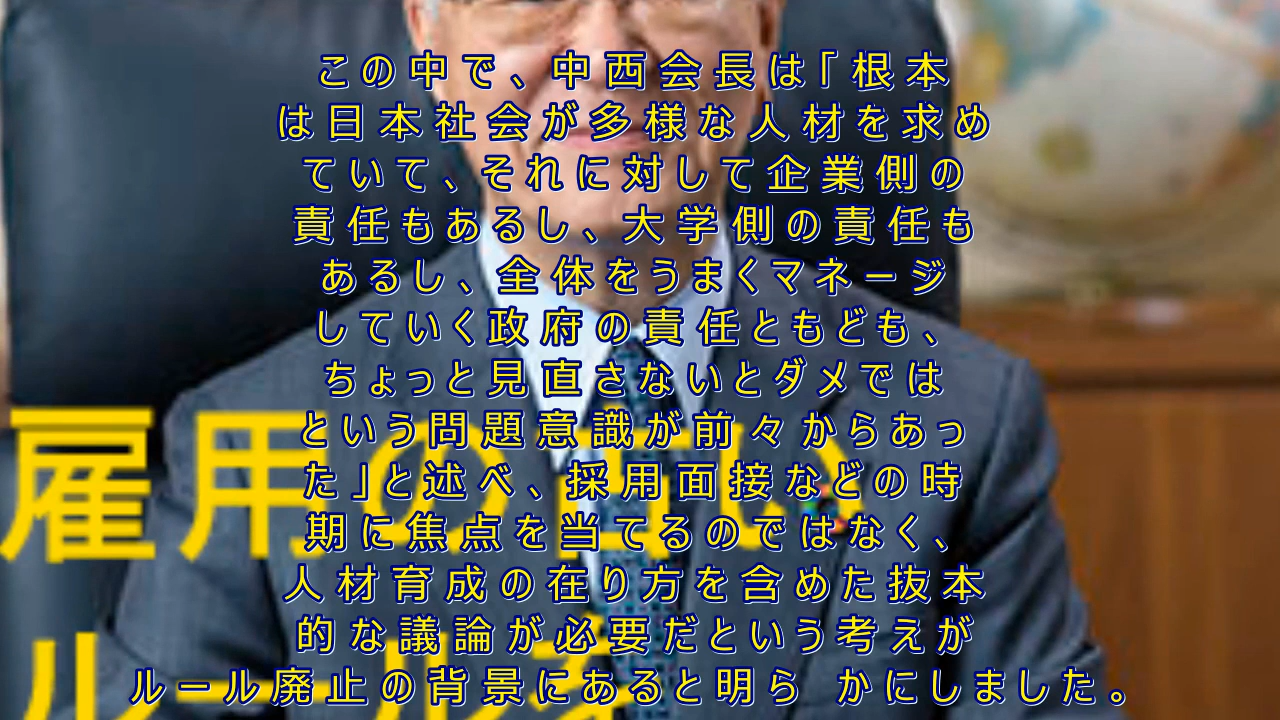 この中で、中西会長は「根本
は日本社会が多様な人材を求め
ていて、それに対して企業側の
責任もあるし、大学側の責任も
あるし、全体をうまくマネージ
していく政府の責任ともども、
ちょっと見直さないとダメでは
という問題意識が前々からあっ
た」と述べ、採用面接などの時
期に焦点を当てるのではなく、
人材育成の在り方を含めた抜本
的な議論が必要だという考えが
ルール廃止の背景にあると明ら かにしました。
雇用の古い
ルールを